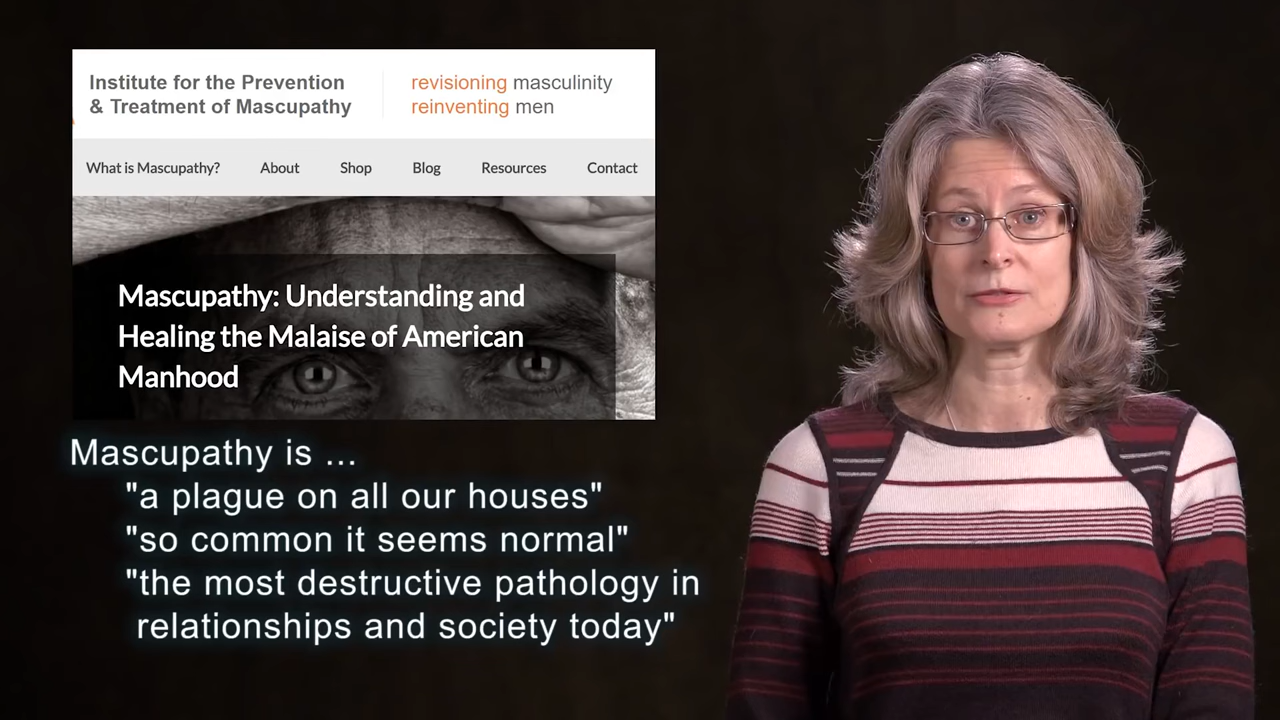 Institute for the Prevention
& Treatment of Mascupathy
revisioning masculinity
reinventing men
What is Mascupathy? About Shop Blog Resources Contact
Mascupathy: Understanding and
Healing the Malaise of American
Manhood
Mascupathy is ...
"a plague on all our houses"
"so common it seems normal"
"the most destructive pathology in
relationships and society today"